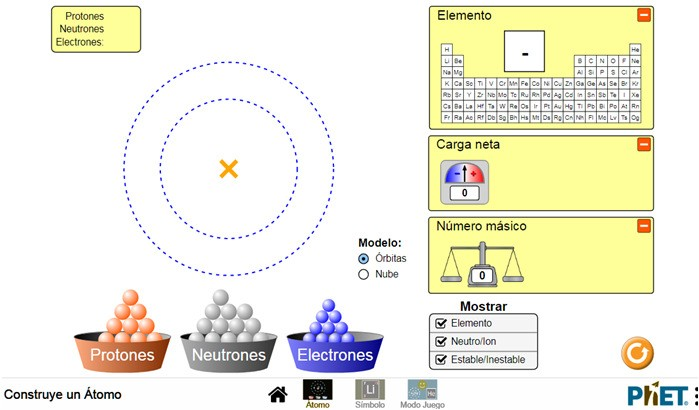 Protones
Neutrones
Electrones:
Elemento
-
H He
Li Be B C N O F Ne
Na Mg Al Si P S Cl Ar
K Ca Sc Ti V Cr Mn Fe Co Ni Cu Zn Ga Ge As Se Br Kr
Rb Sr Y Zr Nb Mo Tc Ru Rh Pd Ag Cd In Sn Sb Te I Xe
Cs Ba La Hf Ta W Re Os Ir Pt Au Hg Tl Pb Bi Po At Rn
Fr Ra Ac Rf Db Sg Bh Hs Mt Ds Rg Cn Nh Fl Mc Lv Ts Og
Carga neta
- +
0
Número másico
0
Modelo:
Órbitas
Nube
Protones
Neutrones
Electrones
Mostrar
Elemento
Neutro/Ion
Estable/Inestable
Construye un Átomo
Li
Átomo
Símbolo
Modo Juego
PhET